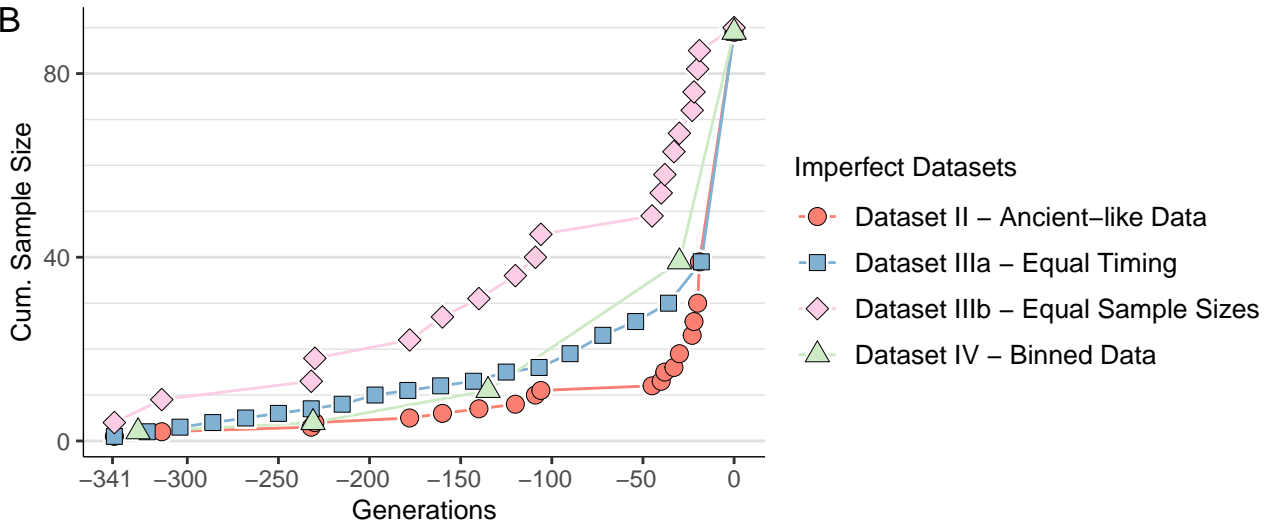 B
Cum. Sample Size
80
40
0
−341
−300
−250
−200
−150
−100
−50
0
Generations
Imperfect Datasets
Dataset II − Ancient−like Data
Dataset IIIa − Equal Timing
Dataset IIIb − Equal Sample Sizes
Dataset IV − Binned Data